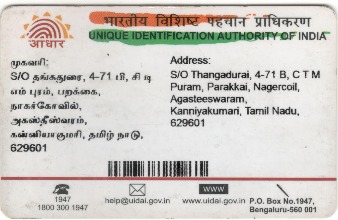 भारतीय विशिष्ट पहचान प्राधिकरण
UNIQUE IDENTIFICATION AUTHORITY OF INDIA
आधार
முகவரி:
S/O தங்கதுரை, 4-71 பி, சி டி
எம் புரம், பறக்கை,
நாகர்கோவில்,
அகஸ்தீஸ்வரம்,
கன்னியாகுமரி, தமிழ் நாடு,
629601
Address:
S/O Thangadurai, 4-71 B, C T M
Puram, Parakkai, Nagercoil,
Agasteeswaram,
Kanniyakumari, Tamil Nadu,
629601
1947
1800 300 1947
help@uidai.gov.in
WWW
www.uidai.gov.in
P.O. Box No.1947,
Bengaluru-560 001